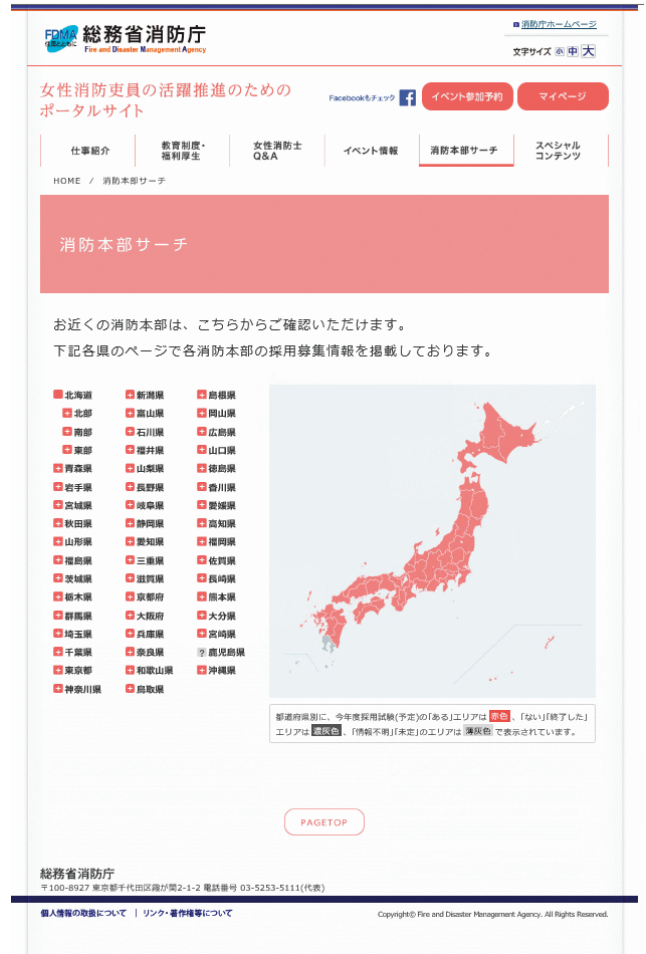 消防庁ホームページ
FDMA
住民とともに
総務省消防庁
Fire and Disaster Management Agency
文字サイズ 小 中 大
女性消防吏員の活躍推進のための
ポータルサイト
Facebookもチェック
イベント参加予約
マイページ
仕事紹介
教育制度・
福利厚生
女性消防士
Q&A
イベント情報
消防本部サーチ
スペシャル
コンテンツ
HOME / 消防本部サーチ
消防本部サーチ
お近くの消防本部は、こちらからご確認いただけます。
下記各県のページで各消防本部の採用募集情報を掲載しております。
北海道
北部
南部
東部
青森県
岩手県
宮城県
秋田県
山形県
福島県
茨城県
栃木県
群馬県
埼玉県
千葉県
東京都
神奈川県
新潟県
富山県
石川県
福井県
山梨県
長野県
岐阜県
静岡県
愛知県
三重県
滋賀県
京都府
大阪府
兵庫県
奈良県
和歌山県
鳥取県
島根県
岡山県
広島県
山口県
徳島県
香川県
愛媛県
高知県
福岡県
佐賀県
長崎県
熊本県
大分県
宮崎県
? 鹿児島県
沖縄県
都道府県別に、今年度採用試験(予定)の「ある」エリアは 赤色 、「ない」「終了した」
エリアは 濃灰色 、「情報不明」「未定」のエリアは 薄灰色 で表示されています。
PAGETOP
総務省消防庁
〒100-8927 東京都千代田区霞が関2-1-2 電話番号 03-5253-5111(代表)
個人情報の取扱について | リンク・著作権等について
Copyright© Fire and Disaster Management Agency. All Rights Reserved.